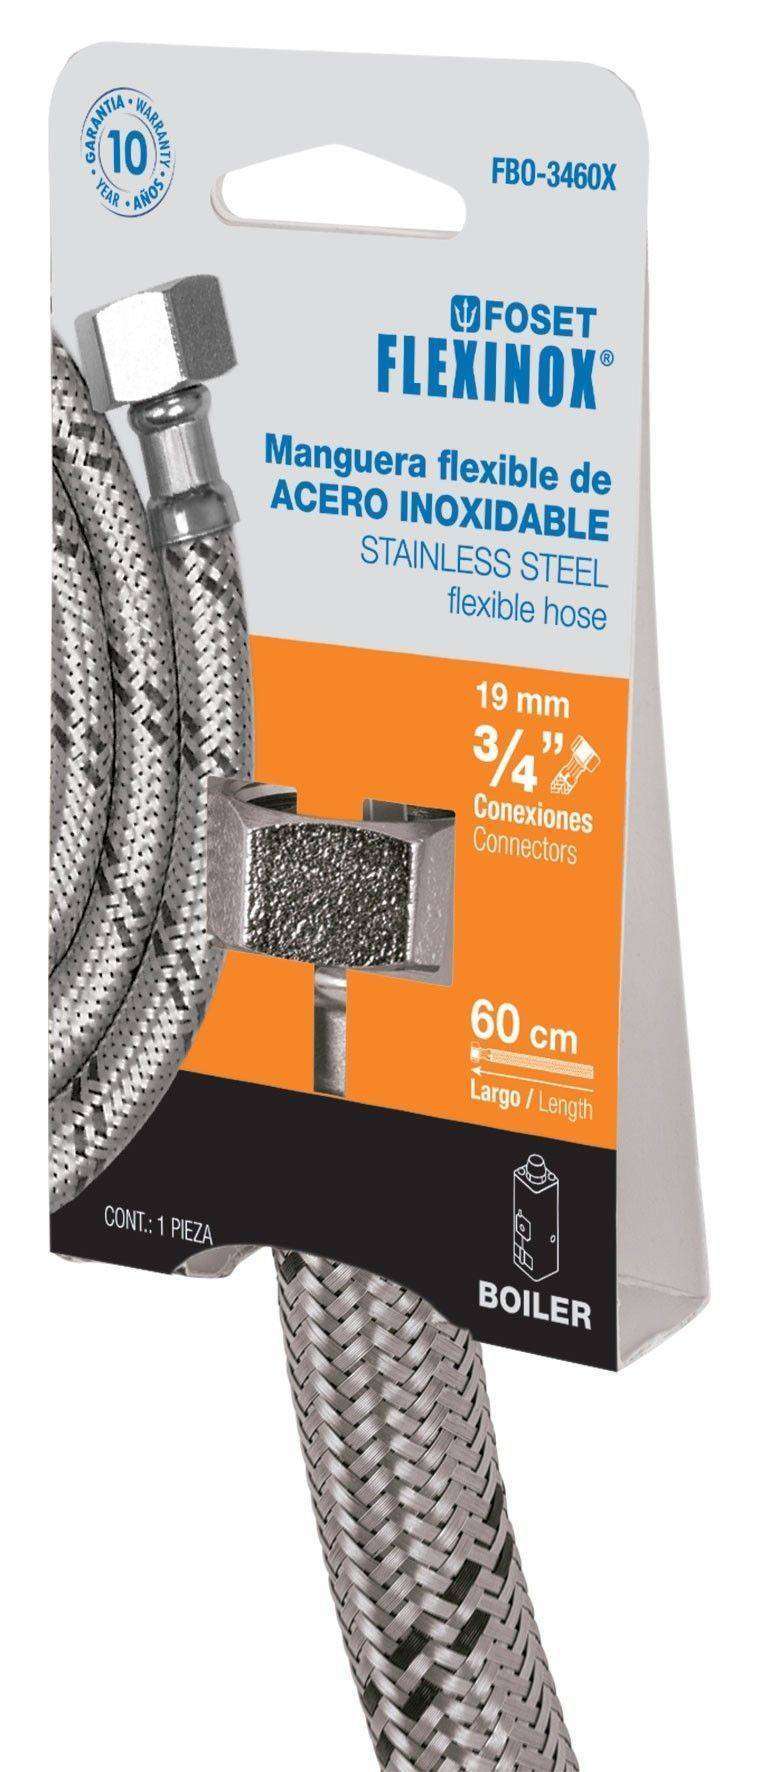 GARANTIA • WARRANTY
10
YEAR • AÑOS
FBO-3460X
FOSET
FLEXINOX®
Manguera flexible de
ACERO INOXIDABLE
STAINLESS STEEL
flexible hose
19 mm
3/4”
Conexiones
Connectors
60 cm
Largo / Length
CONT.: 1 PIEZA
BOILER